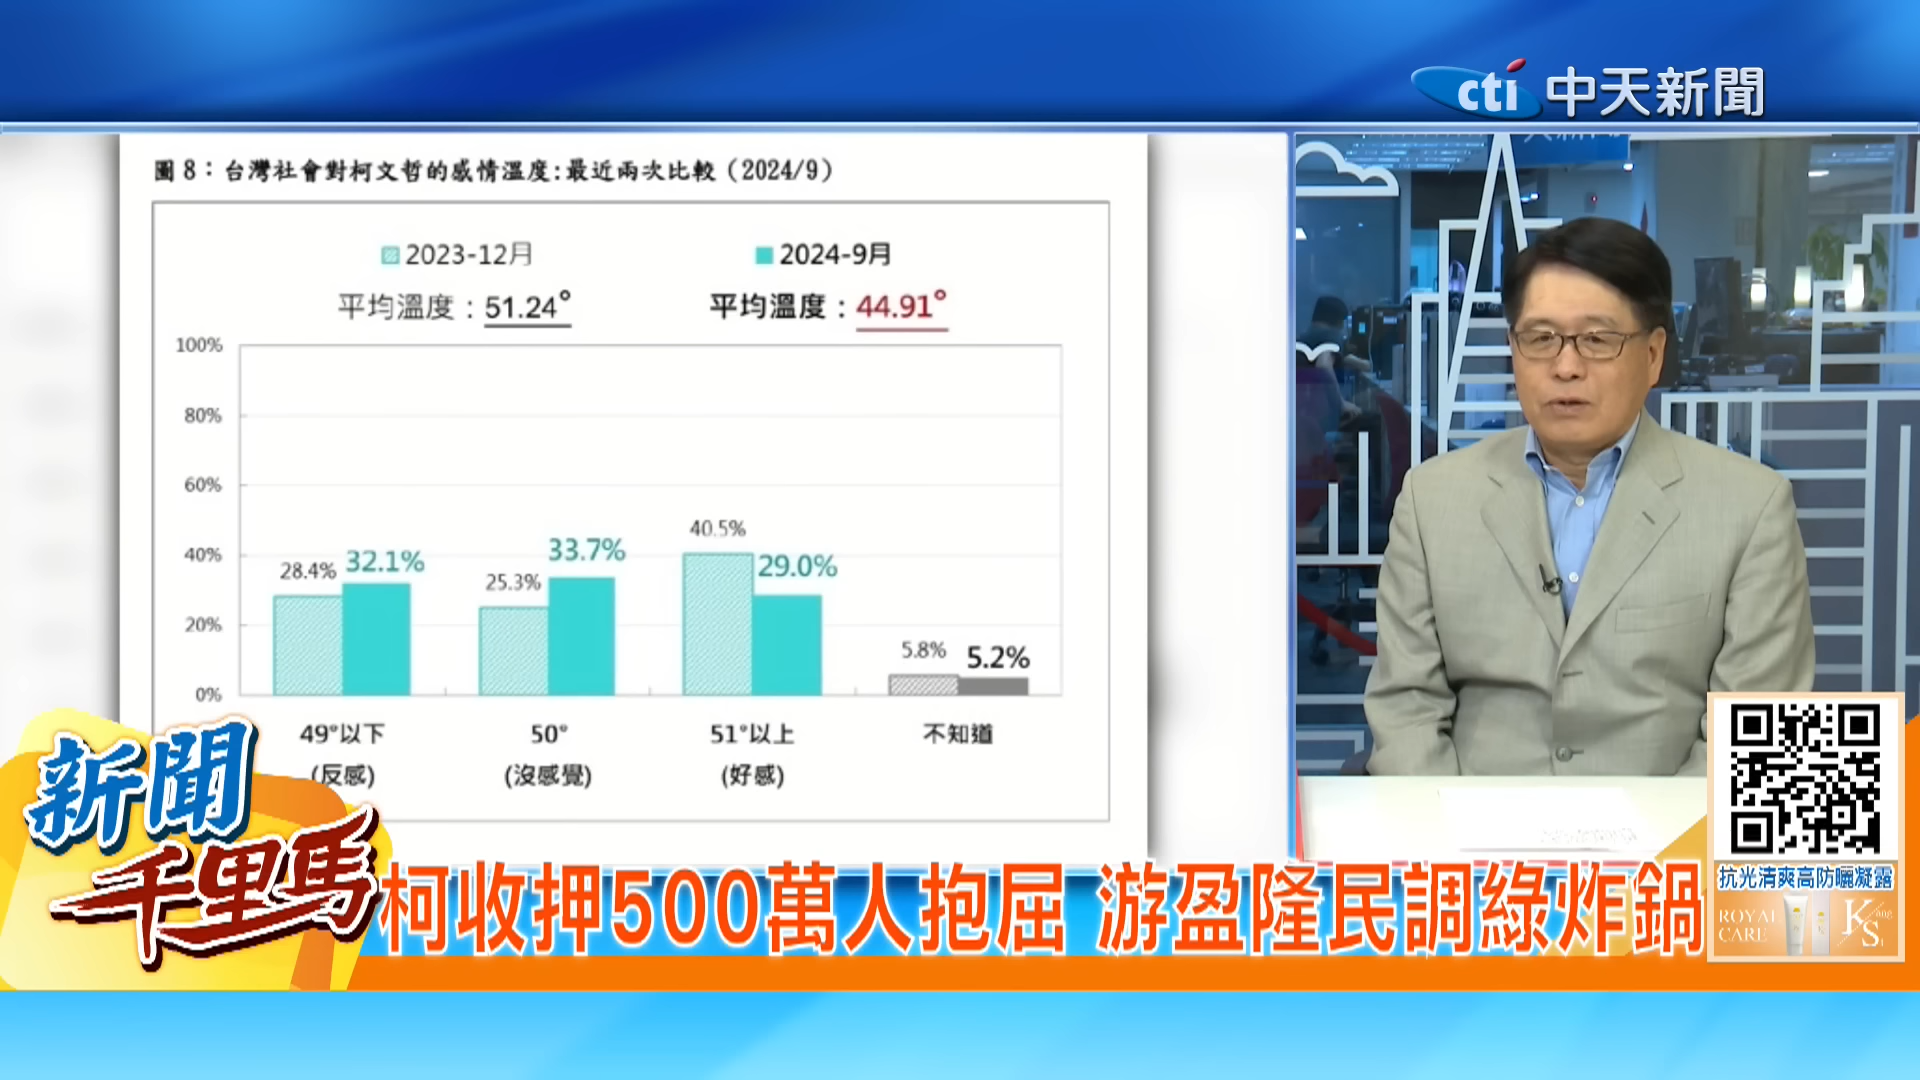 cti 中天新聞
圖 8：台灣社會對柯文哲的感情溫度:最近兩次比較（2024/9）
2023-12月
2024-9月
平均溫度：51.24°
平均溫度：44.91°
100%
80%
60%
40%
20%
0%
28.4%
32.1%
25.3%
33.7%
40.5%
29.0%
5.8%
5.2%
49°以下
50°
51°以上
不知道
(反感)
(沒感覺)
(好感)
新聞
千里馬
柯收押500萬人抱屈 游盈隆民調綠炸鍋
抗光清爽高防曬凝露
ROYAL
CARE